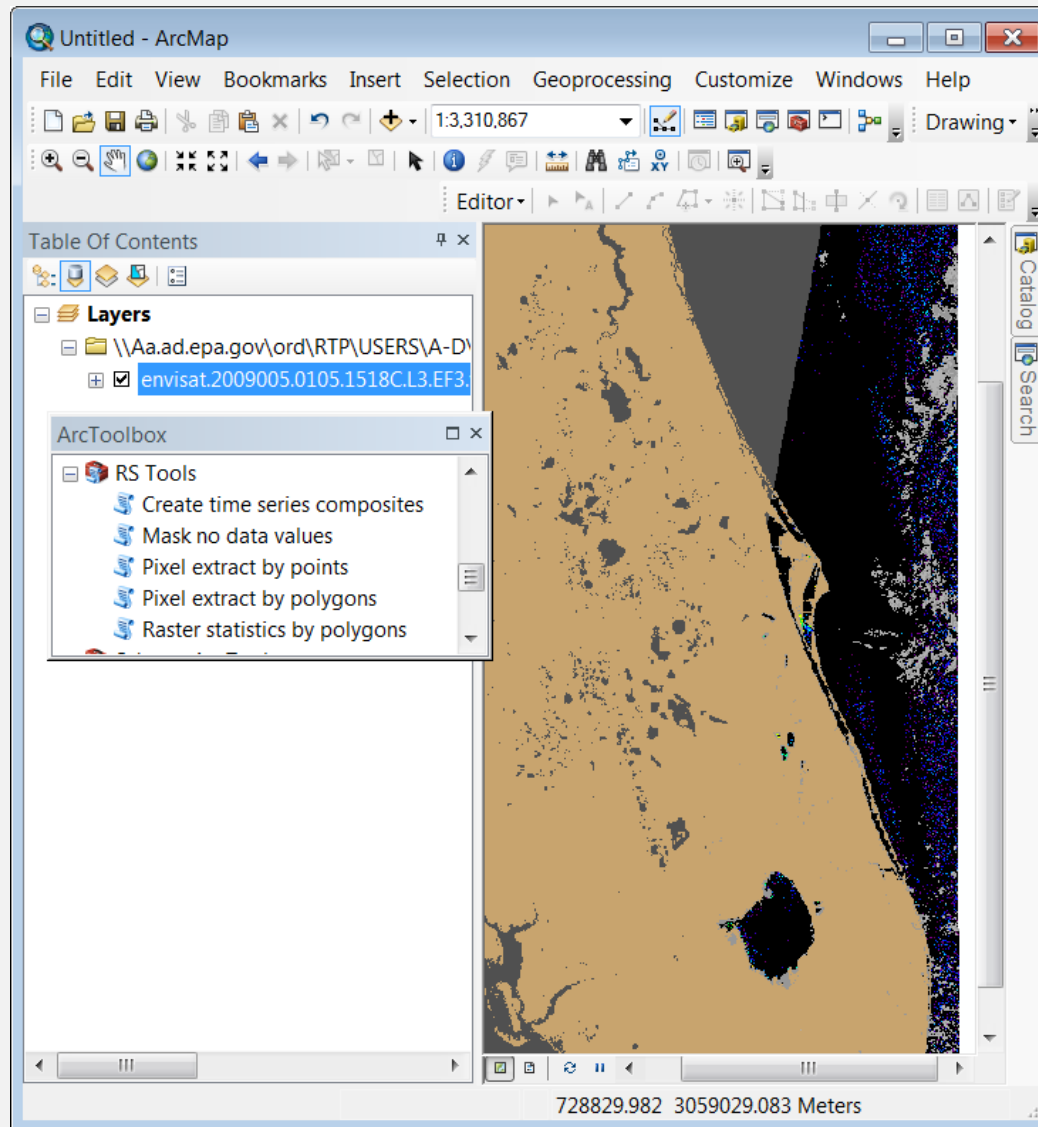 Untitled - ArcMap
File Edit View Bookmarks Insert Selection Geoprocessing Customize Windows Help
1:3,310,867
Drawing
XY
Editor
Table Of Contents
Layers
\\Aa.ad.epa.gov\ord\RTP\USERS\A-D\
envisat.2009005.0105.1518C.L3.EF3.
ArcToolbox
RS Tools
Create time series composites
Mask no data values
Pixel extract by points
Pixel extract by polygons
Raster statistics by polygons
Catalog
Search
728829.982 3059029.083 Meters